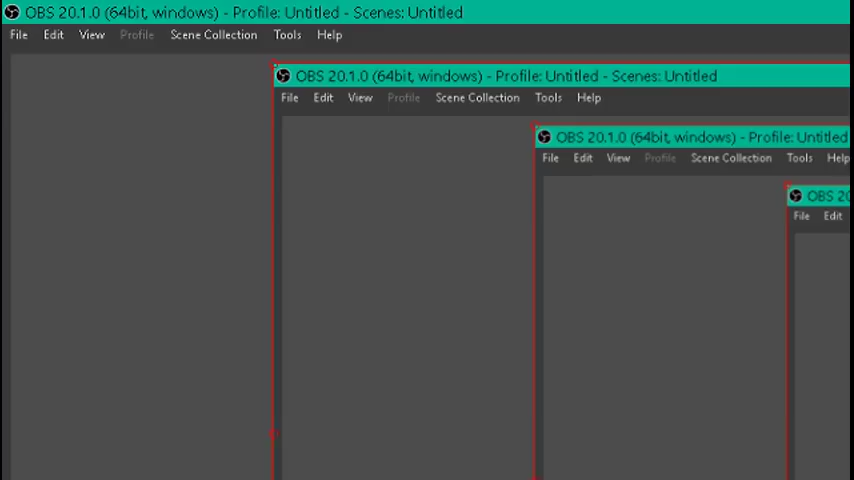 OBS 20.1.0 (64bit, windows) - Profile: Untitled - Scenes: Untitled
File Edit View Profile Scene Collection Tools Help
OBS 20.1.0 (64bit, windows) - Profile: Untitled - Scenes: Untitled
File Edit View Profile Scene Collection Tools Help
OBS 20.1.0 (64bit, windows) - Profile: Untitled
File Edit View Profile Scene Collection Tools Help
OBS 20
File Edit